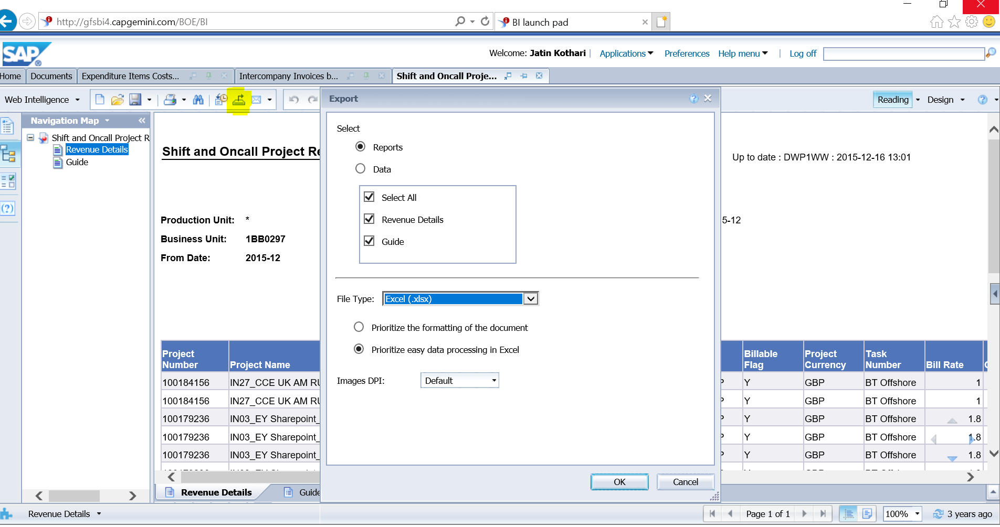 http://gfsbi4.capgemini.com/BOE/BI
BI launch pad
SAP
Welcome: Jatin Kothari
Applications
Preferences
Help menu
Log off
Home
Documents
Expenditure Items Costs...
Intercompany Invoices b...
Shift and Oncall Proje...
Web Intelligence
Reading
Design
Navigation Map
Shift and Oncall Project R
Revenue Details
Guide
Shift and Oncall Project Re
Up to date : DWP1WW : 2015-12-16 13:01
Production Unit: *
5-12
Business Unit: 1BB0297
From Date: 2015-12
Export
Select
Reports
Data
Select All
Revenue Details
Guide
File Type: Excel (.xlsx)
Prioritize the formatting of the document
Prioritize easy data processing in Excel
Images DPI: Default
OK
Cancel
Project Number Project Name Billable Flag Project Currency Task Number Bill Rate
100184156 IN27_CCE UK AM RU Y GBP BT Offshore 1
100184156 IN27_CCE UK AM RU Y GBP BT Offshore 1
100179236 IN03_EY Sharepoint_ Y GBP BT Offshore 1.8
100179236 IN03_EY Sharepoint_ Y GBP BT Offshore 1.8
100179236 IN03_EY Sharepoint_ Y GBP BT Offshore 1.8
Revenue Details
Guide
Revenue Details
Page 1 of 1
100%
3 years ago